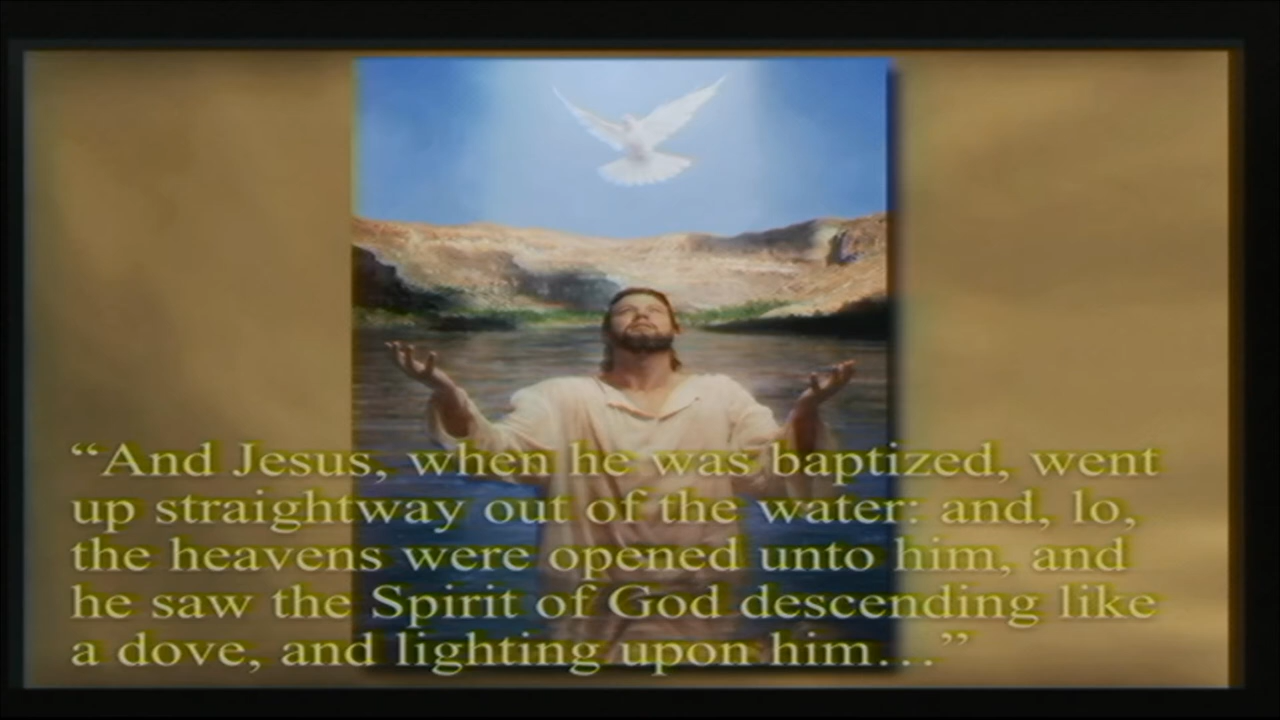 “And Jesus, when he was baptized, went
up straightway out of the water: and, lo,
the heavens were opened unto him, and
he saw the Spirit of God descending like
a dove, and lighting upon him…”